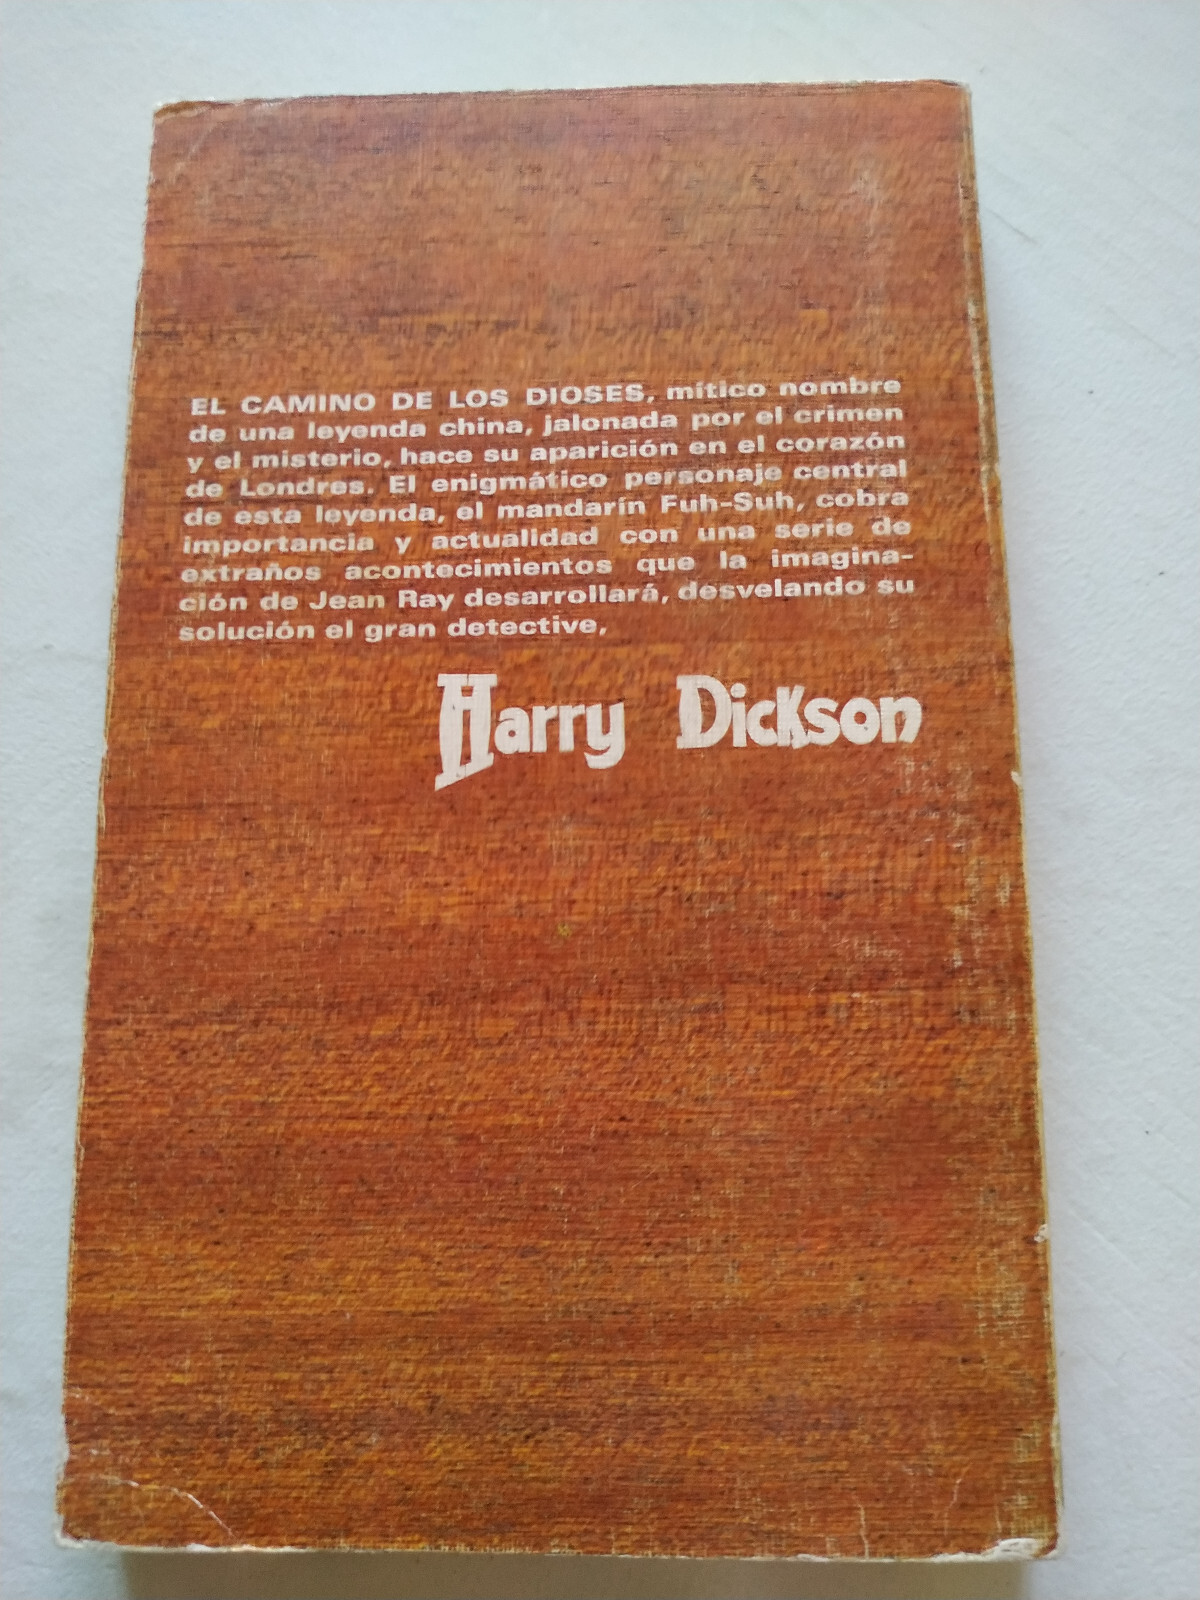 EL CAMINO DE LOS DIOSES, mítico nombre
de una leyenda china, jalonada por el crimen
y el misterio, hace su aparición en el corazón
de Londres. El enigmático personaje central
de esta leyenda, el mandarín Fuh-Suh, cobra
importancia y actualidad con una serie de
extraños acontecimientos que la imagina-
ción de Jean Ray desarrollará, desvelando su
solución el gran detective,
Harry Dickson